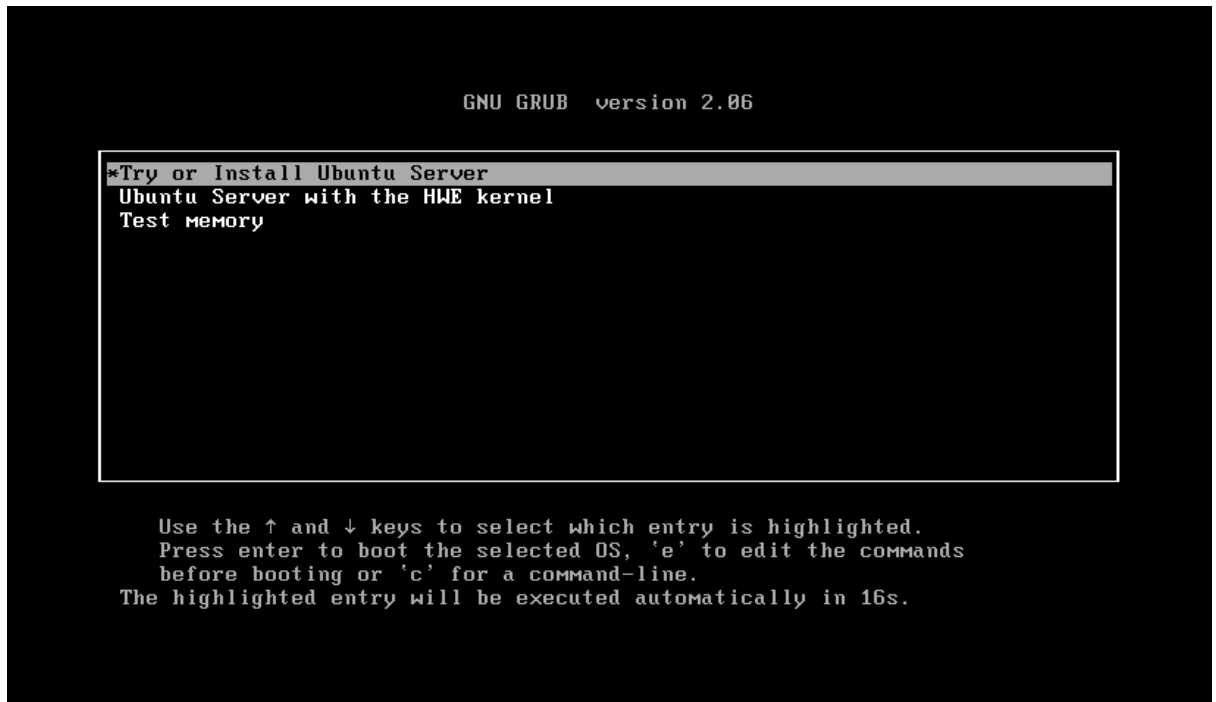 GNU GRUB  version 2.06
*Try or Install Ubuntu Server
Ubuntu Server with the HWE kernel
Test memory
Use the ↑ and ↓ keys to select which entry is highlighted.
Press enter to boot the selected OS, `e' to edit the commands
before booting or `c' for a command-line.
The highlighted entry will be executed automatically in 16s.